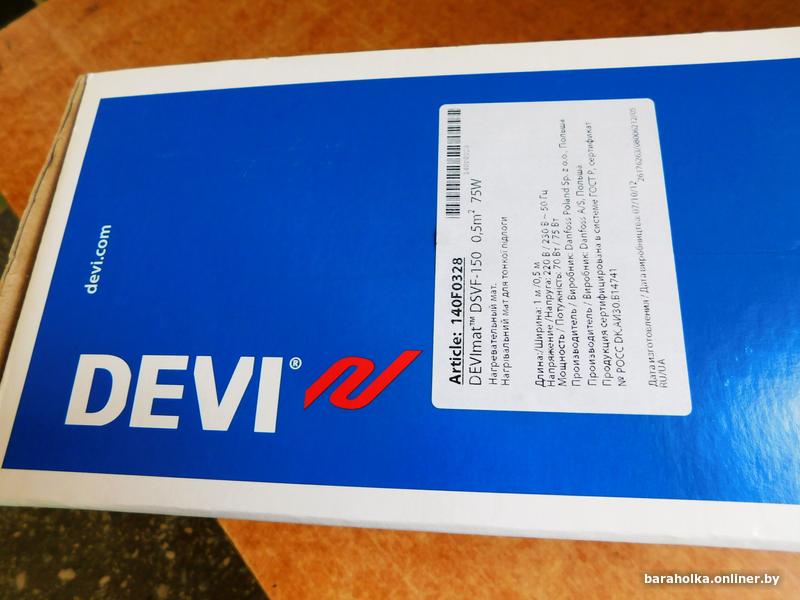 devi.com
DEVI®
Article: 140F0328
DEVImat™ DSVF-150 0,5m² 75W
Нагревательный мат.
Нагрівальний мат для тонкої підлоги
Длина:/Ширина: 1 м /0,5 м
Напряжение /Напруга: 220 В / 230 В ~ 50 Гц
Мощность / Потужність: 70 Вт / 75 Вт
Производитель / Виробник: Danfoss Poland Sp. z o.o., Польша
Производитель / Виробник: Danfoss A/S, Польша
Продукция сертифицирована в системе ГОСТ Р, сертификат
№ РОСС DK.АИ30.В14741
Дата изготовления / Дата виробництва: 07/10/12
RU/UA
baraholka.onliner.by